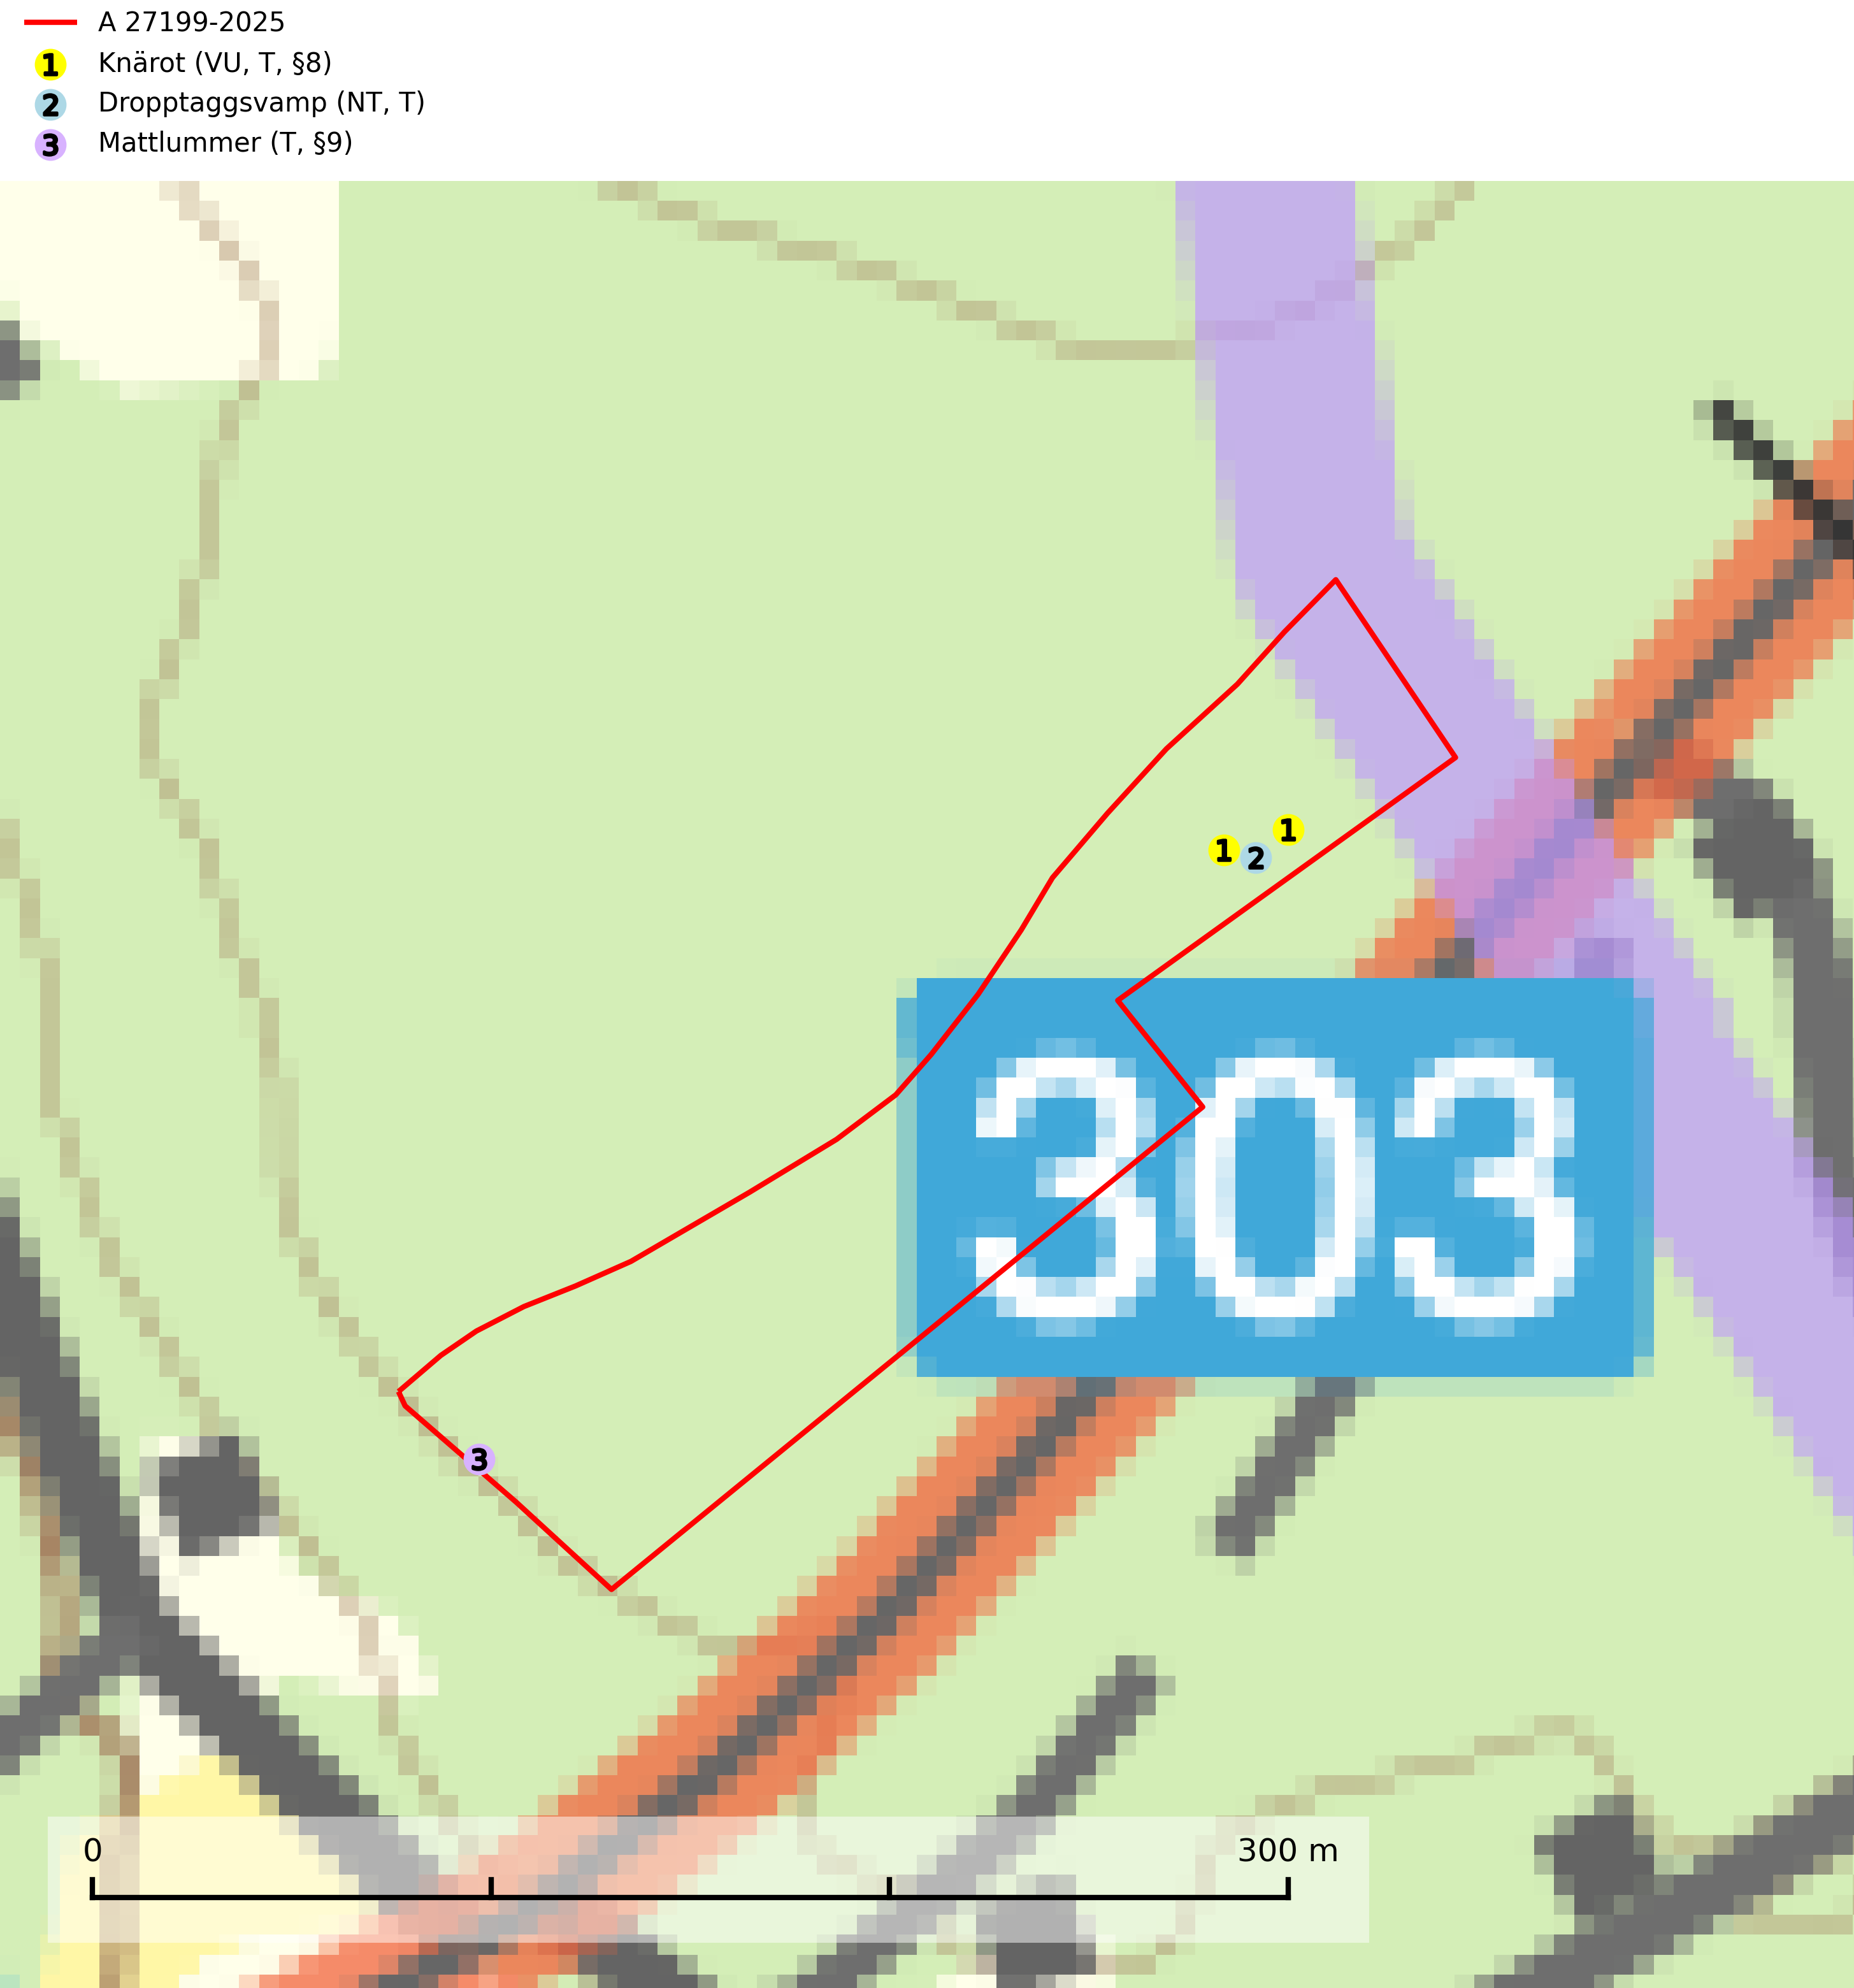 A 27199-2025
1 Knärot (VU, T, §8)
2 Dropptaggsvamp (NT, T)
3 Mattlummer (T, §9)
1
1 2
303
3
0 300 m